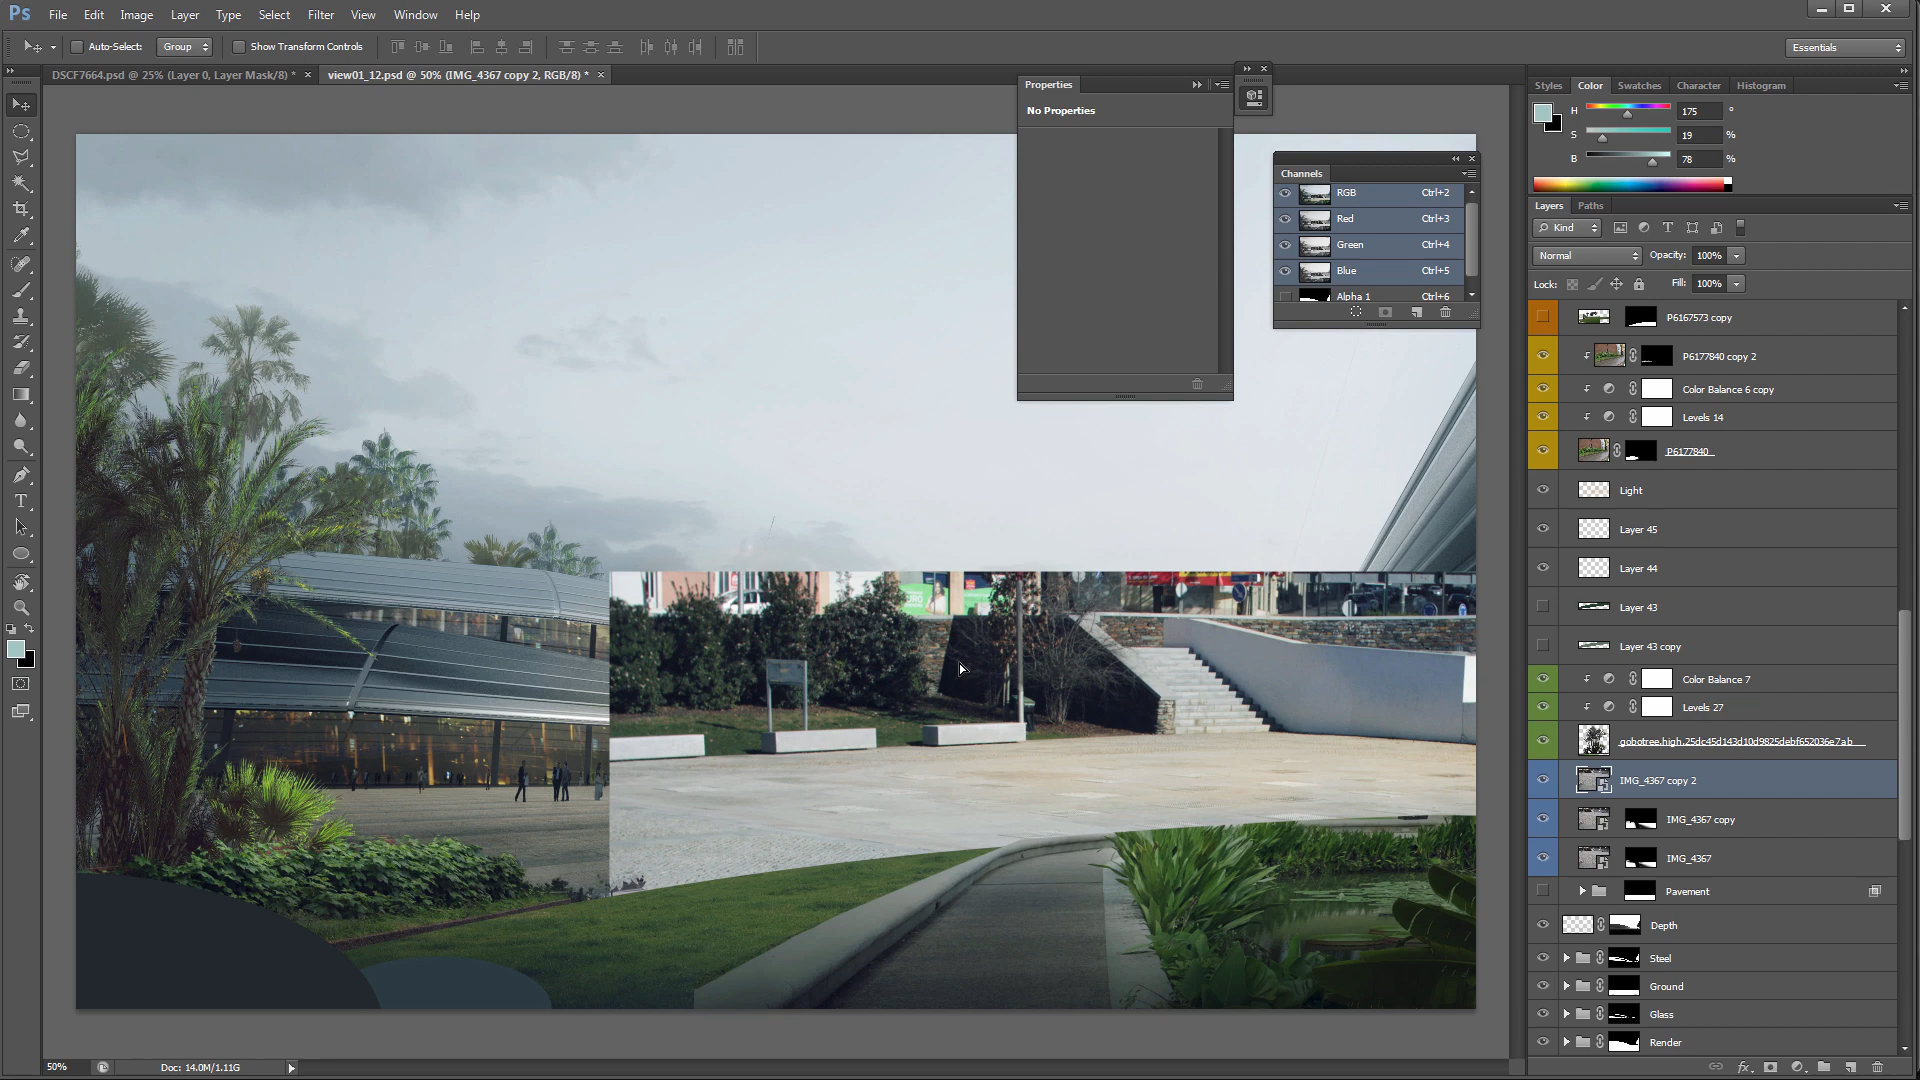 Ps File Edit Image Layer Type Select Filter View Window Help
Auto-Select: Group Show Transform Controls Essentials
DSCF7664.psd @ 25% (Layer 0, Layer Mask/8) * × view01_12.psd @ 50% (IMG_4367 copy 2, RGB/8) * ×
Properties
No Properties
Channels
RGB Ctrl+2
Red Ctrl+3
Green Ctrl+4
Blue Ctrl+5
Alpha 1 Ctrl+6
Styles Color Swatches Character Histogram
H 175 °
S 19 %
B 78 %
Layers Paths
Kind
Normal Opacity: 100%
Lock: Fill: 100%
P6167573 copy
P6177840 copy 2
Color Balance 6 copy
Levels 14
P6177840
Light
Layer 45
Layer 44
Layer 43
Layer 43 copy
Color Balance 7
Levels 27
gobotree.high.25dc45d143d10d9825debf652036e7ab
IMG_4367 copy 2
IMG_4367 copy
IMG_4367
Pavement
Depth
Steel
Ground
Glass
Render
50% Doc: 14.0M/1.11G